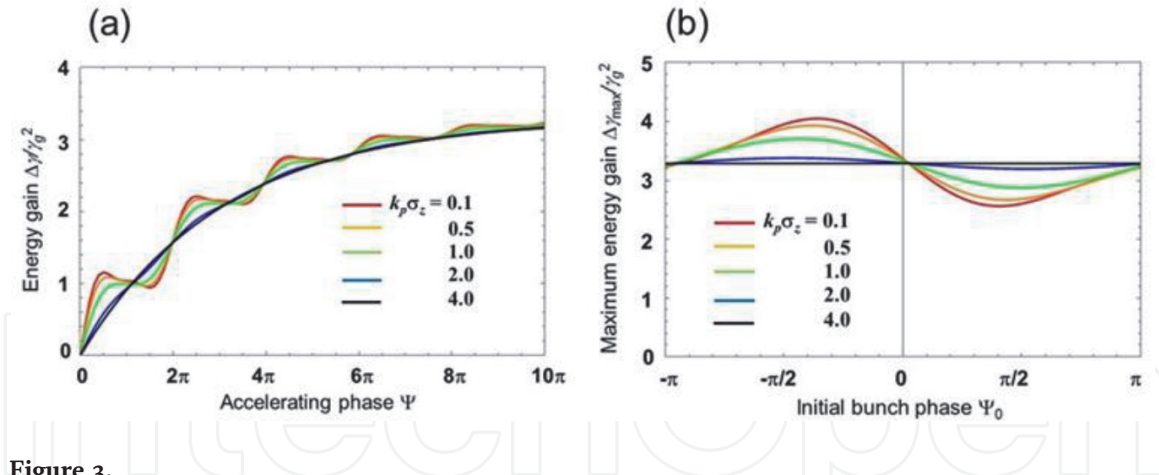 (a)
4
3
2
1
0
Energy gain Δγ/γg²
kpσz = 0.1
0.5
1.0
2.0
4.0
0 2π 4π 6π 8π 10π
Accelerating phase Ψ
(b)
5
4
3
2
1
0
Maximum energy gain Δγmax/γg²
kpσz = 0.1
0.5
1.0
2.0
4.0
-π -π/2 0 π/2 π
Initial bunch phase Ψ0
intechopen
Figure 3.